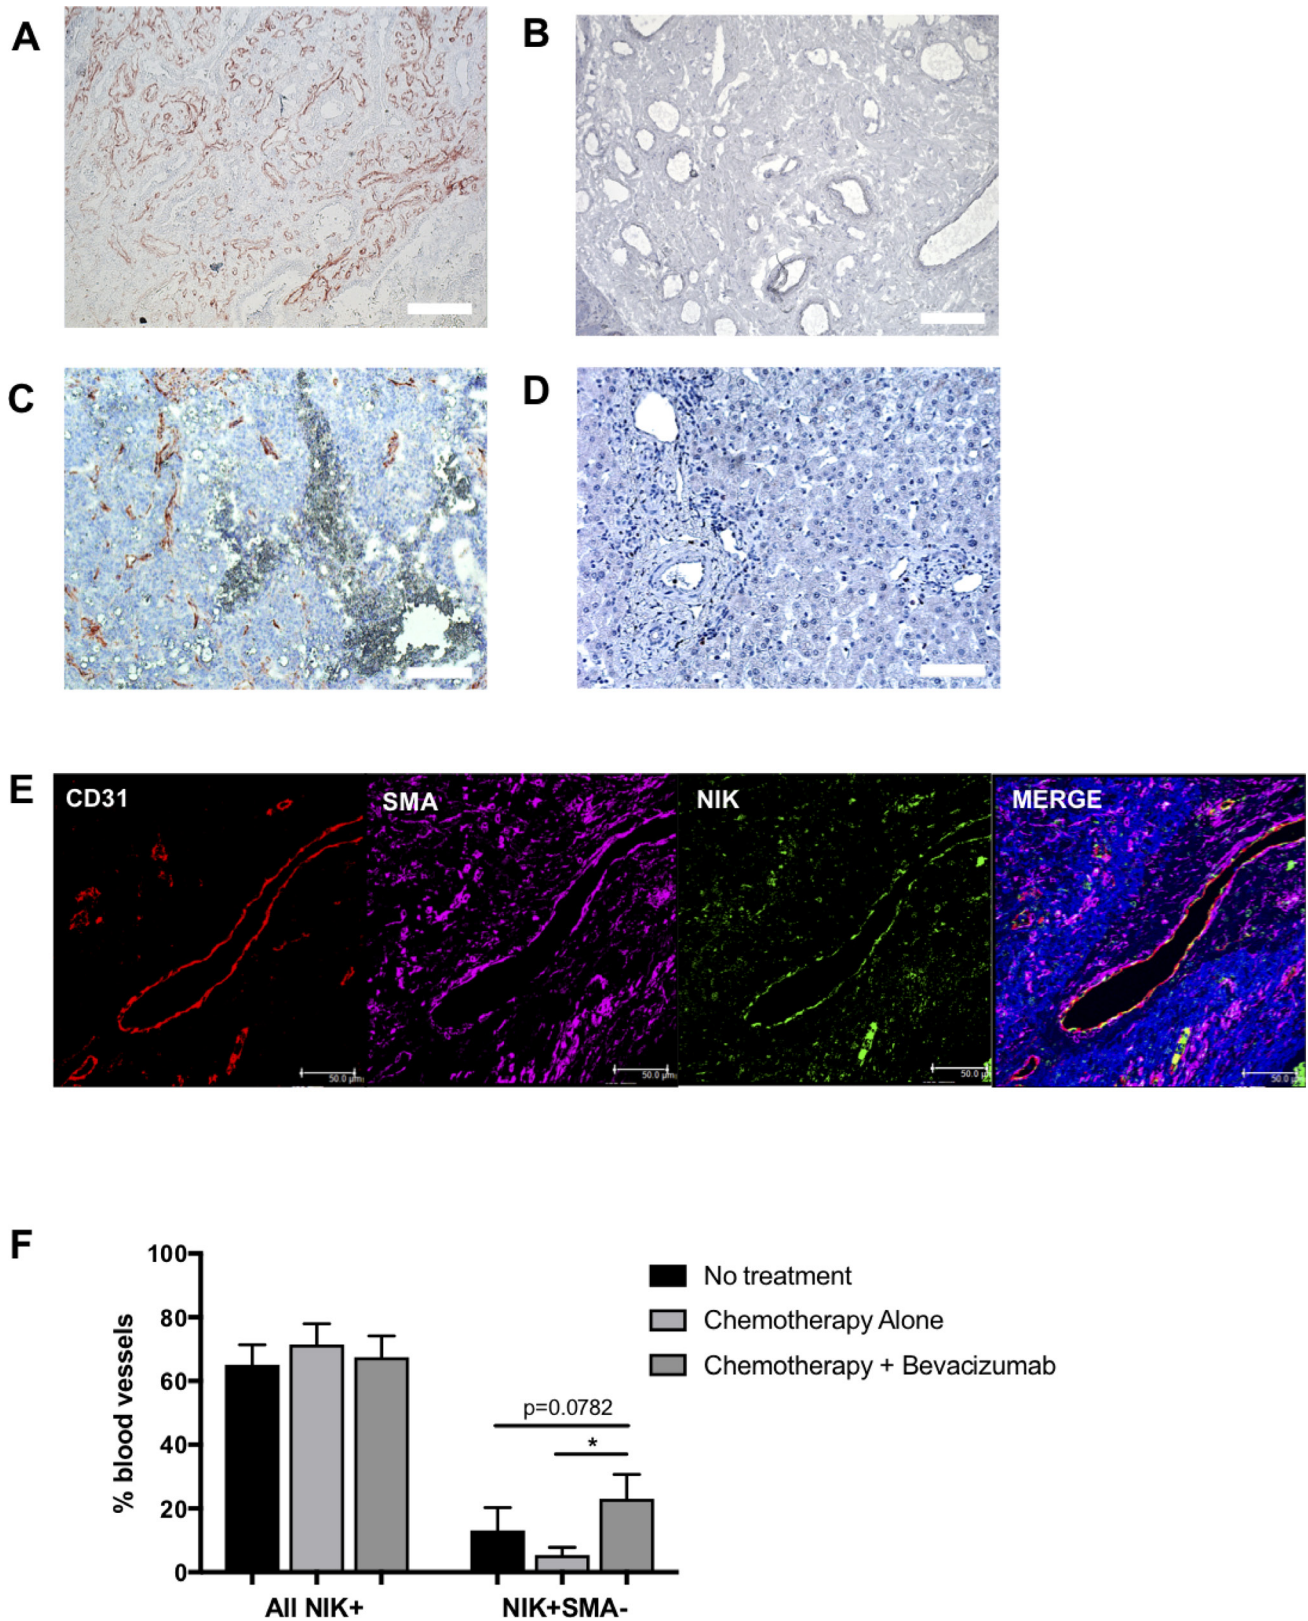 A
B
C
D
E
CD31
SMA
NIK
MERGE
50.0 µm
50.0 µm
50.0 µm
50.0 µm
F
% blood vessels
100
80
60
40
20
0
p=0.0782
*
All NIK+
NIK+SMA-
No treatment
Chemotherapy Alone
Chemotherapy + Bevacizumab